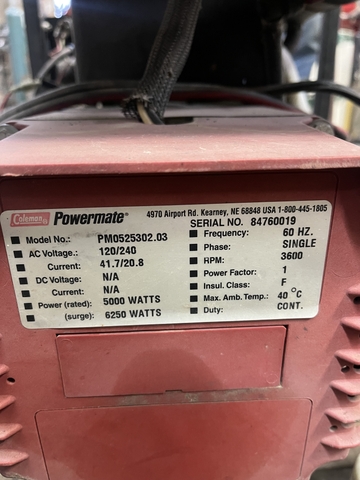 Coleman Powermate® 4970 Airport Rd. Kearney, NE 68848 USA 1-800-445-1805
SERIAL NO. 84760019
Model No.: PM0525302.03
AC Voltage.: 120/240
Current: 41.7/20.8
DC Voltage: N/A
Current: N/A
Power (rated): 5000 WATTS
(surge): 6250 WATTS
Frequency: 60 HZ.
Phase: SINGLE
RPM: 3600
Power Factor: 1
Insul. Class: F
Max. Amb. Temp.: 40 °C
Duty: CONT.